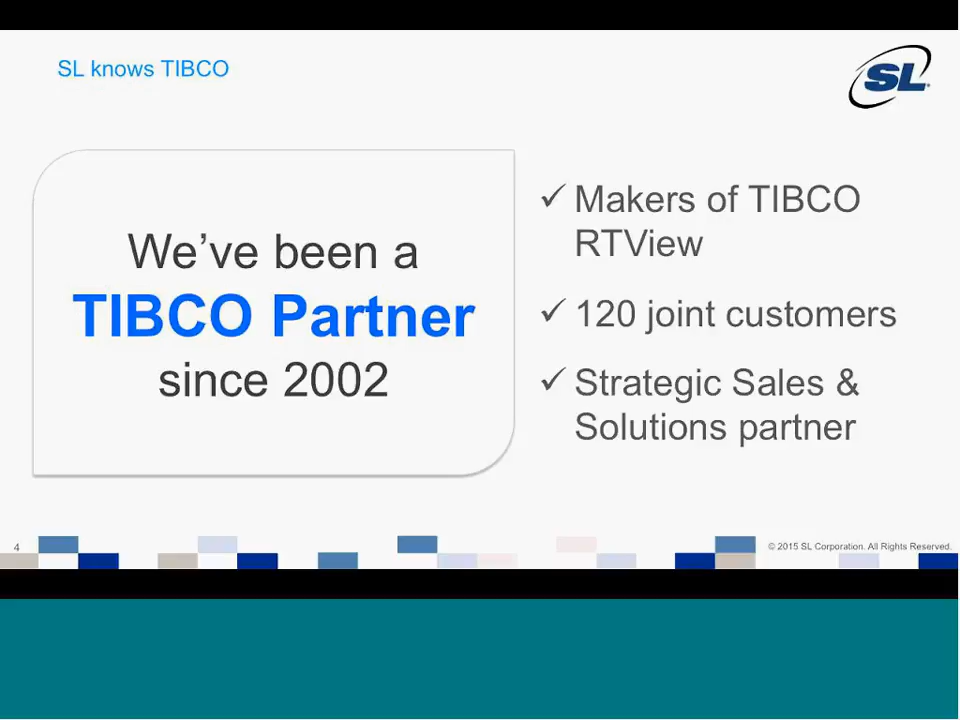 SL knows TIBCO
SL
We've been a
TIBCO Partner
since 2002
✓ Makers of TIBCO
RTView
✓ 120 joint customers
✓ Strategic Sales &
Solutions partner
4
© 2015 SL Corporation. All Rights Reserved.